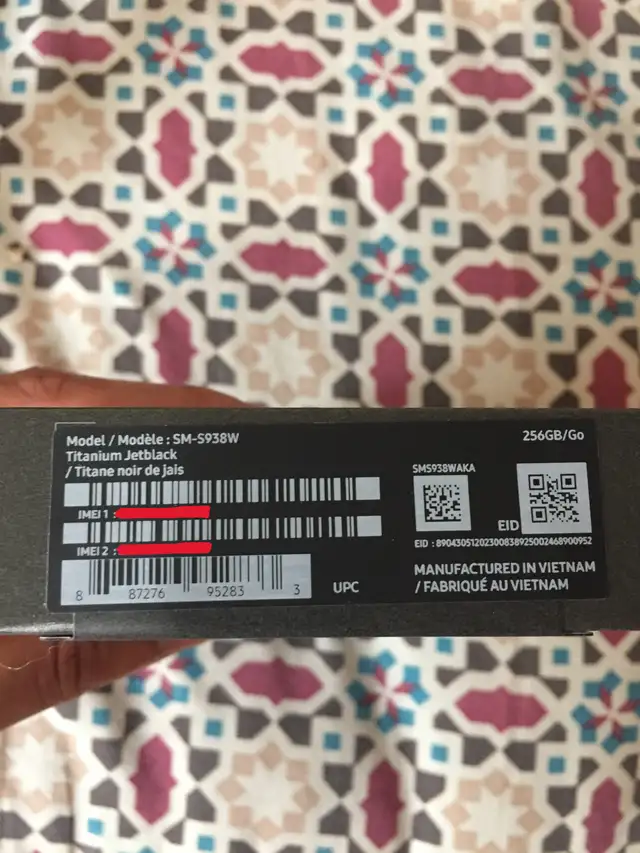 Model / Modèle : SM-S938W
256GB/Go
Titanium Jetblack
/ Titane noir de jais
SMS938WAKA
IMEI 1 :
EID
IMEI 2 :
EID : 89043051202300838925002468900952
MANUFACTURED IN VIETNAM
/ FABRIQUÉ AU VIETNAM
8 87276 95283 3
UPC